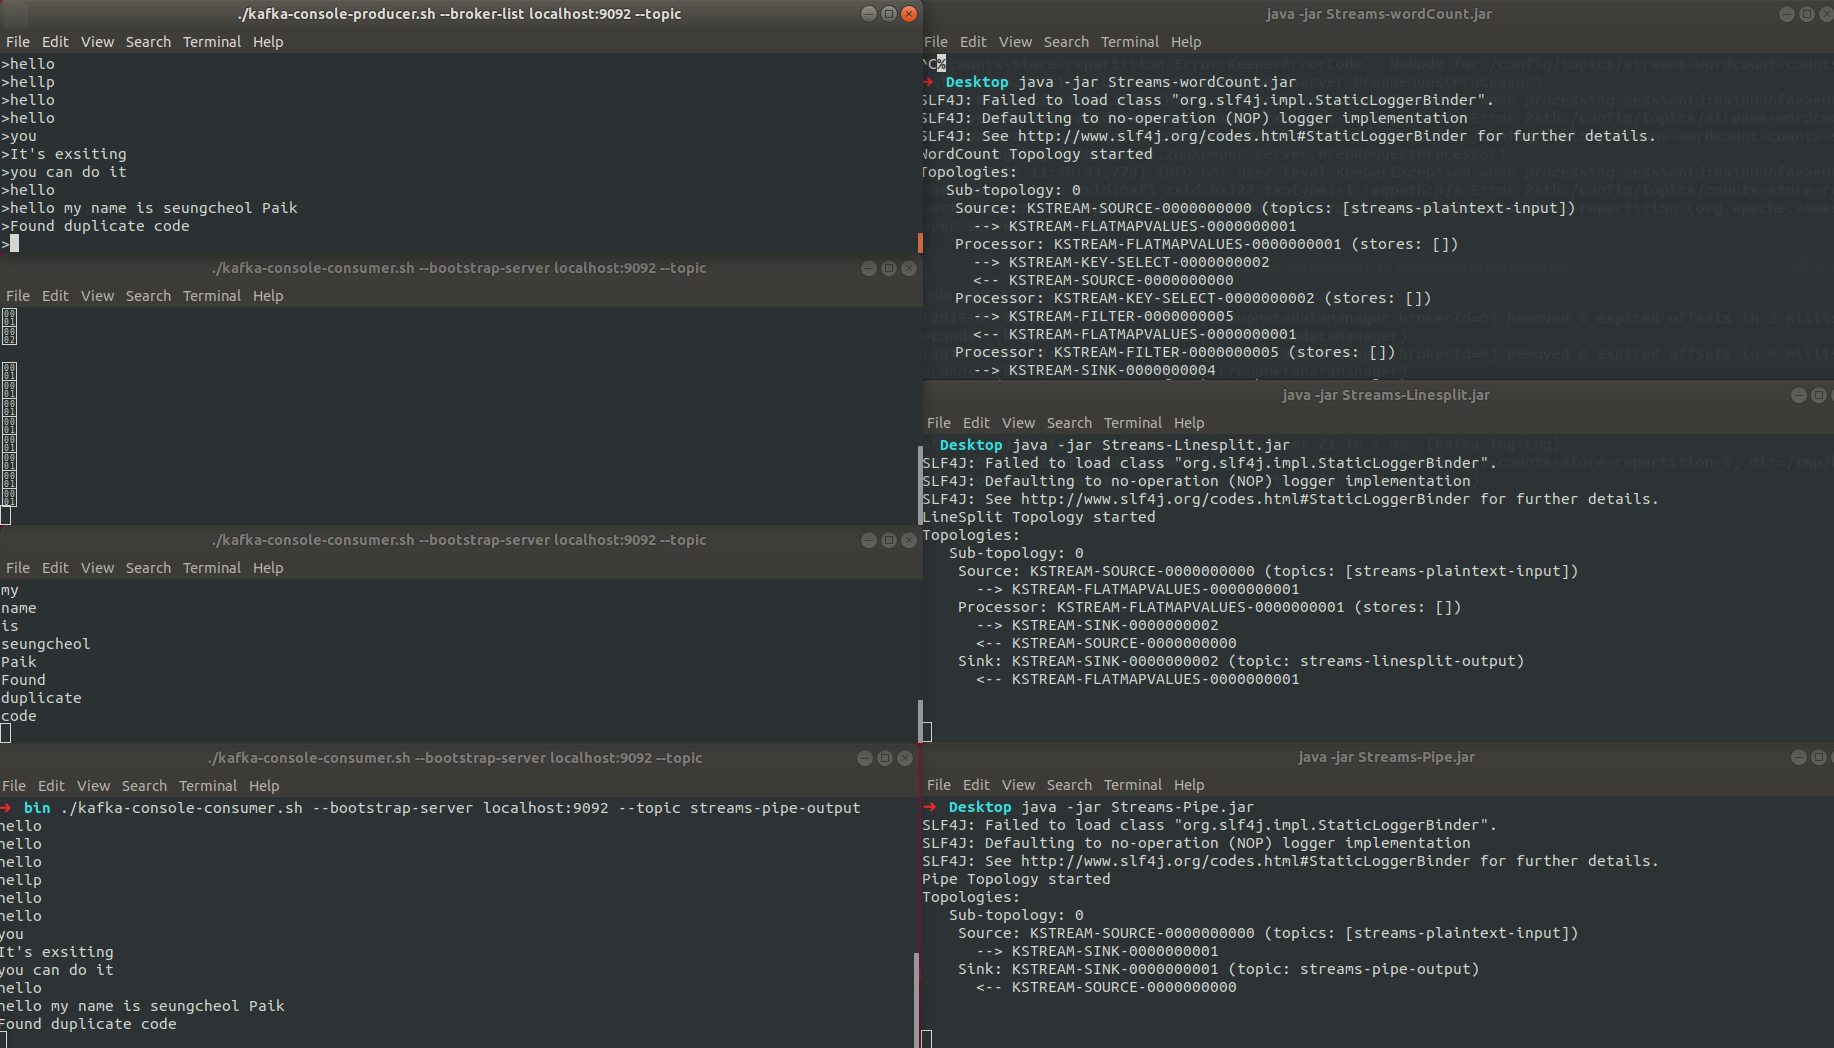 ./kafka-console-producer.sh --broker-list localhost:9092 --topic
File Edit View Search Terminal Help
>hello
>hellp
>hello
>hello
>you
>It's exsiting
>you can do it
>hello
>hello my name is seungcheol Paik
>Found duplicate code
>
./kafka-console-consumer.sh --bootstrap-server localhost:9092 --topic
File Edit View Search Terminal Help
00
01
00
02
00
01
00
01
00
01
00
01
00
01
00
01
00
01
00
01
./kafka-console-consumer.sh --bootstrap-server localhost:9092 --topic
File Edit View Search Terminal Help
my
name
is
seungcheol
Paik
Found
duplicate
code
./kafka-console-consumer.sh --bootstrap-server localhost:9092 --topic
File Edit View Search Terminal Help
➜ bin ./kafka-console-consumer.sh --bootstrap-server localhost:9092 --topic streams-pipe-output
hello
hello
hello
hellp
hello
hello
you
It's exsiting
you can do it
hello
hello my name is seungcheol Paik
Found duplicate code
java -jar Streams-wordCount.jar
File Edit View Search Terminal Help
^C%
➜ Desktop java -jar Streams-wordCount.jar
SLF4J: Failed to load class "org.slf4j.impl.StaticLoggerBinder".
SLF4J: Defaulting to no-operation (NOP) logger implementation
SLF4J: See http://www.slf4j.org/codes.html#StaticLoggerBinder for further details.
WordCount Topology started
Topologies:
Sub-topology: 0
Source: KSTREAM-SOURCE-0000000000 (topics: [streams-plaintext-input])
--> KSTREAM-FLATMAPVALUES-0000000001
Processor: KSTREAM-FLATMAPVALUES-0000000001 (stores: [])
--> KSTREAM-KEY-SELECT-0000000002
<-- KSTREAM-SOURCE-0000000000
Processor: KSTREAM-KEY-SELECT-0000000002 (stores: [])
--> KSTREAM-FILTER-0000000005
<-- KSTREAM-FLATMAPVALUES-0000000001
Processor: KSTREAM-FILTER-0000000005 (stores: [])
--> KSTREAM-SINK-0000000004
java -jar Streams-Linesplit.jar
File Edit View Search Terminal Help
Desktop java -jar Streams-Linesplit.jar
SLF4J: Failed to load class "org.slf4j.impl.StaticLoggerBinder".
SLF4J: Defaulting to no-operation (NOP) logger implementation
SLF4J: See http://www.slf4j.org/codes.html#StaticLoggerBinder for further details.
LineSplit Topology started
Topologies:
Sub-topology: 0
Source: KSTREAM-SOURCE-0000000000 (topics: [streams-plaintext-input])
--> KSTREAM-FLATMAPVALUES-0000000001
Processor: KSTREAM-FLATMAPVALUES-0000000001 (stores: [])
--> KSTREAM-SINK-0000000002
<-- KSTREAM-SOURCE-0000000000
Sink: KSTREAM-SINK-0000000002 (topic: streams-linesplit-output)
<-- KSTREAM-FLATMAPVALUES-0000000001
java -jar Streams-Pipe.jar
File Edit View Search Terminal Help
➜ Desktop java -jar Streams-Pipe.jar
SLF4J: Failed to load class "org.slf4j.impl.StaticLoggerBinder".
SLF4J: Defaulting to no-operation (NOP) logger implementation
SLF4J: See http://www.slf4j.org/codes.html#StaticLoggerBinder for further details.
Pipe Topology started
Topologies:
Sub-topology: 0
Source: KSTREAM-SOURCE-0000000000 (topics: [streams-plaintext-input])
--> KSTREAM-SINK-0000000001
Sink: KSTREAM-SINK-0000000001 (topic: streams-pipe-output)
<-- KSTREAM-SOURCE-0000000000